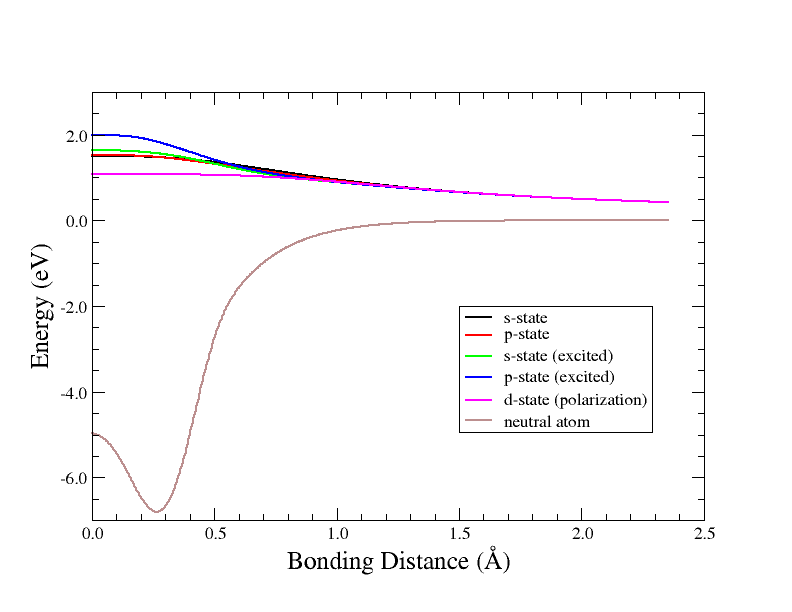 2.0
0.0
-2.0
-4.0
-6.0
Energy (eV)
s-state
p-state
s-state (excited)
p-state (excited)
d-state (polarization)
neutral atom
0.0 0.5 1.0 1.5 2.0 2.5
Bonding Distance (Å)